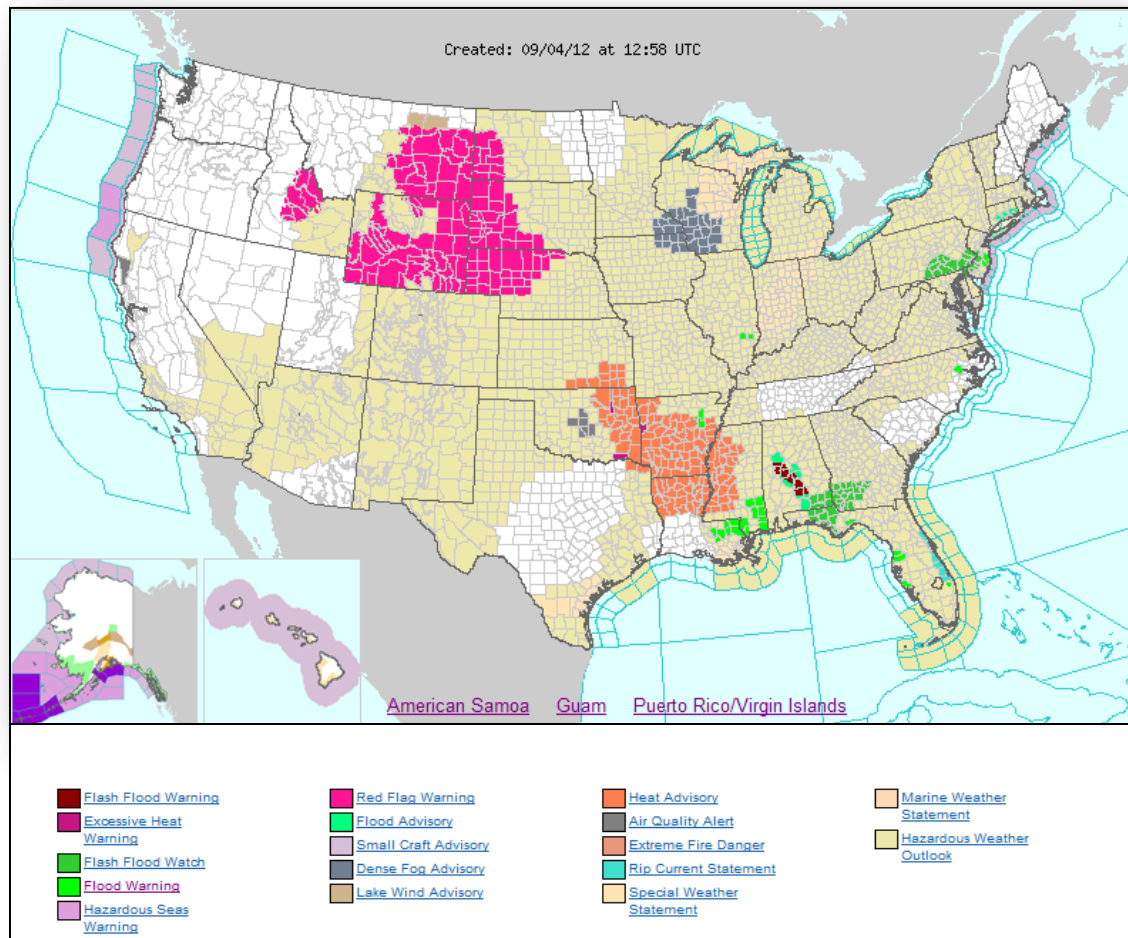 Created: 09/04/12 at 12:58 UTC
American Samoa Guam Puerto Rico/Virgin Islands
Flash Flood Warning
Excessive Heat
Warning
Flash Flood Watch
Flood Warning
Hazardous Seas
Warning
Red Flag Warning
Flood Advisory
Small Craft Advisory
Dense Fog Advisory
Lake Wind Advisory
Heat Advisory
Air Quality Alert
Extreme Fire Danger
Rip Current Statement
Special Weather
Statement
Marine Weather
Statement
Hazardous Weather
Outlook